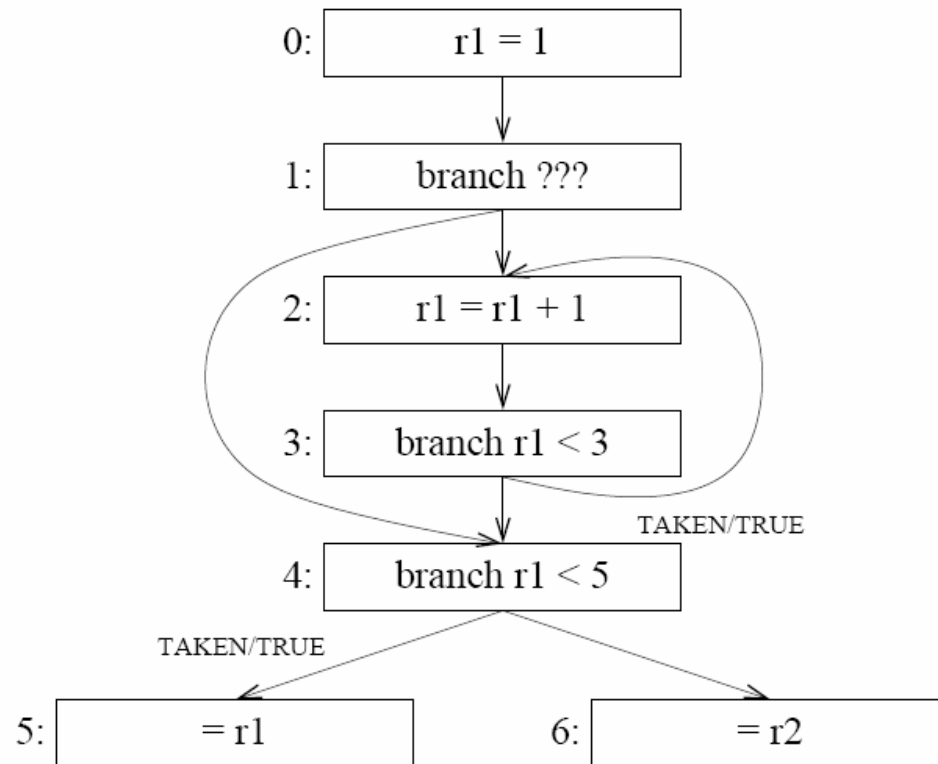 0: r1 = 1
1: branch ???
2: r1 = r1 + 1
3: branch r1 < 3
TAKEN/TRUE
4: branch r1 < 5
TAKEN/TRUE
5: = r1
6: = r2